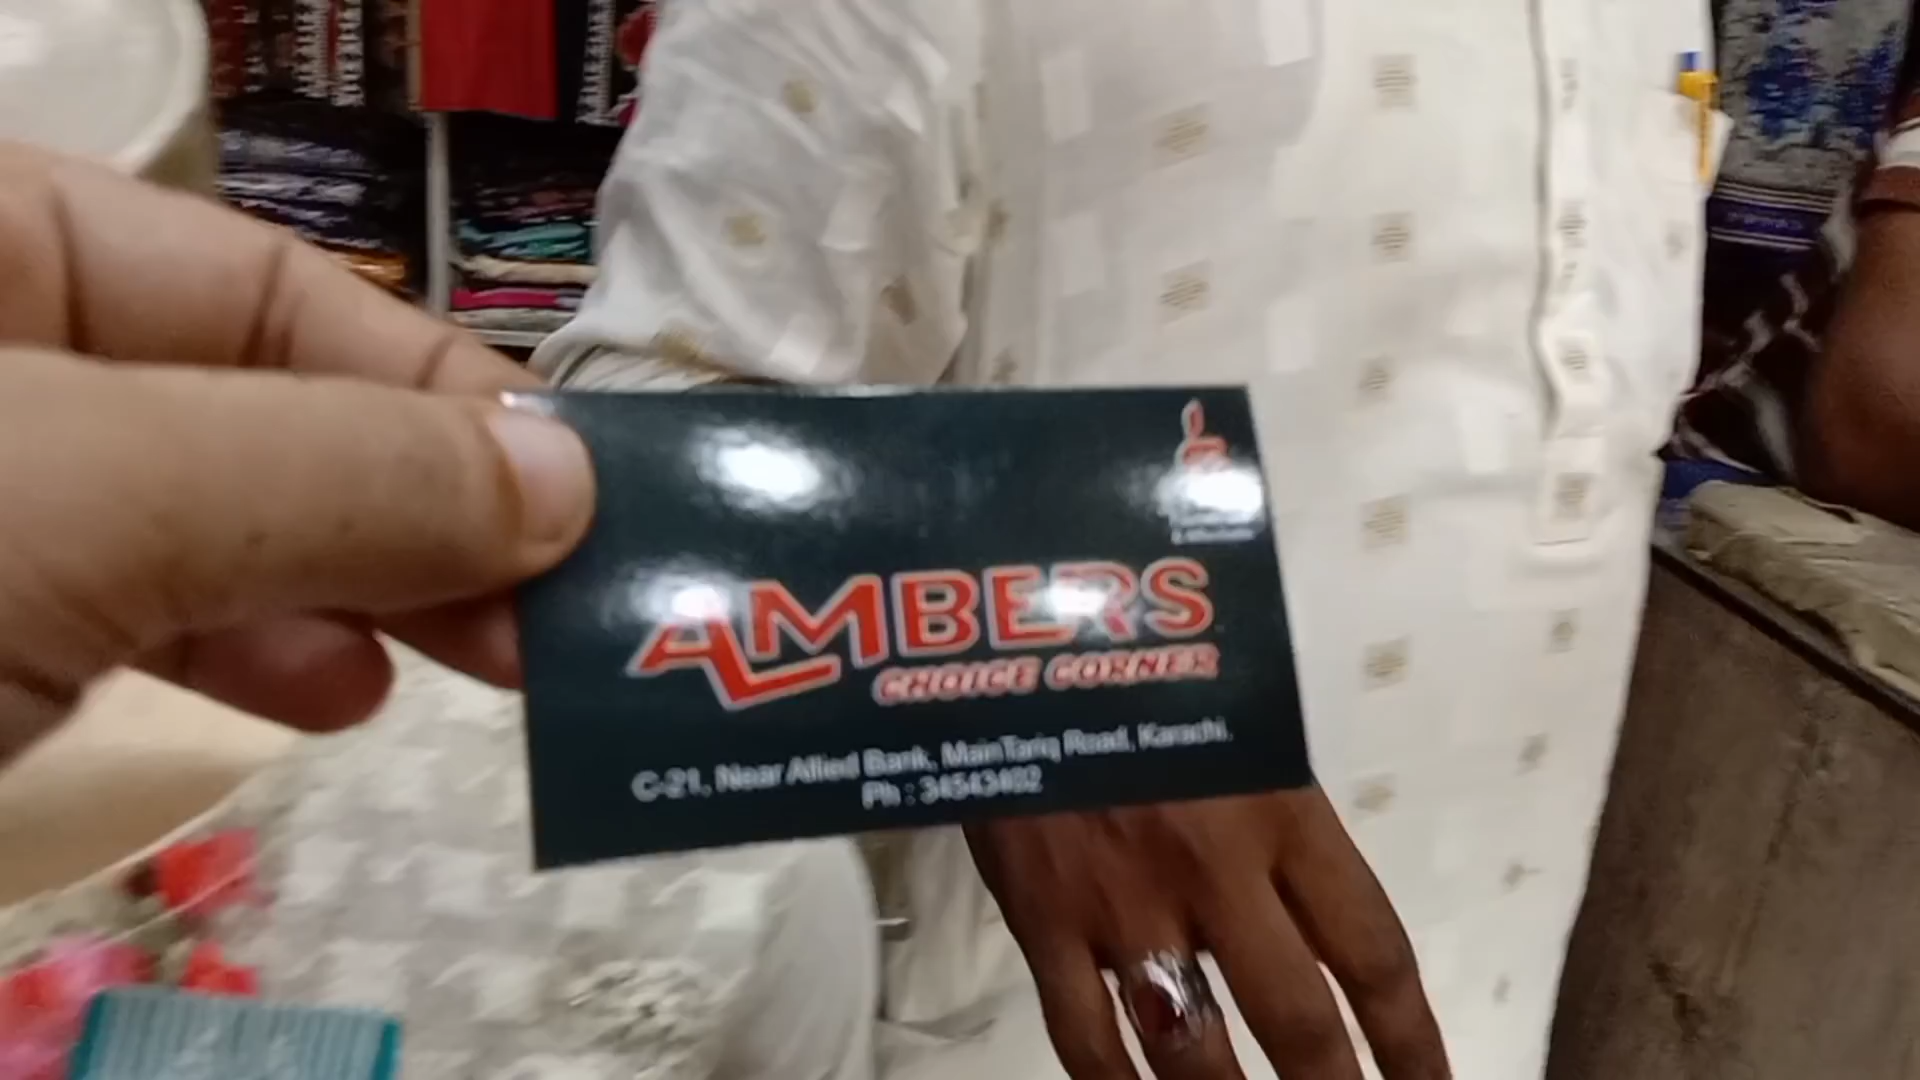 AMBERS
CHOICE CORNER
C-21, Near Allied Bank, Main Tariq Road, Karachi.
Ph : 34543402